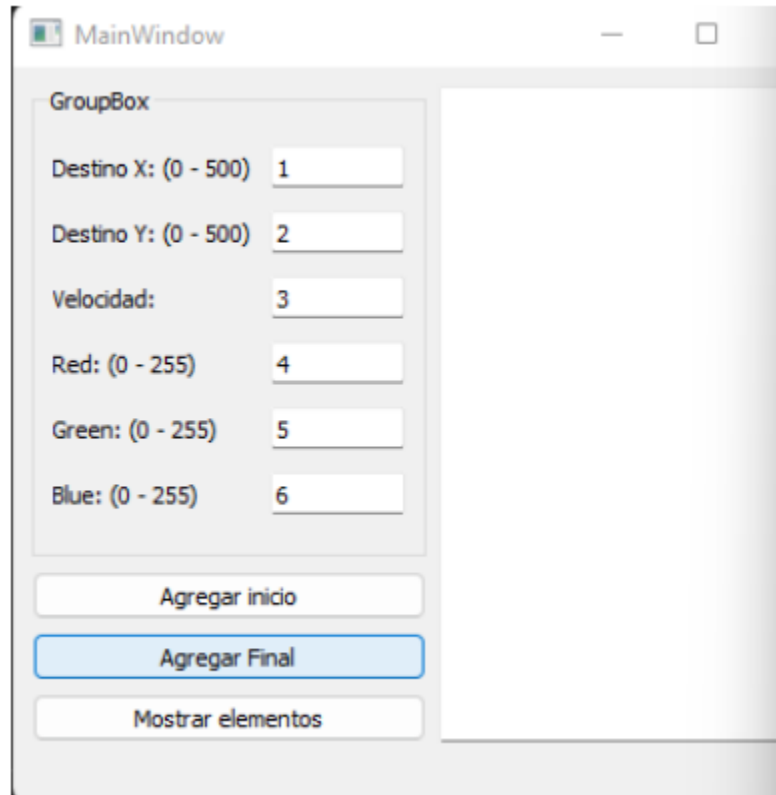 MainWindow
GroupBox
Destino X: (0 - 500) 1
Destino Y: (0 - 500) 2
Velocidad: 3
Red: (0 - 255) 4
Green: (0 - 255) 5
Blue: (0 - 255) 6
Agregar inicio
Agregar Final
Mostrar elementos